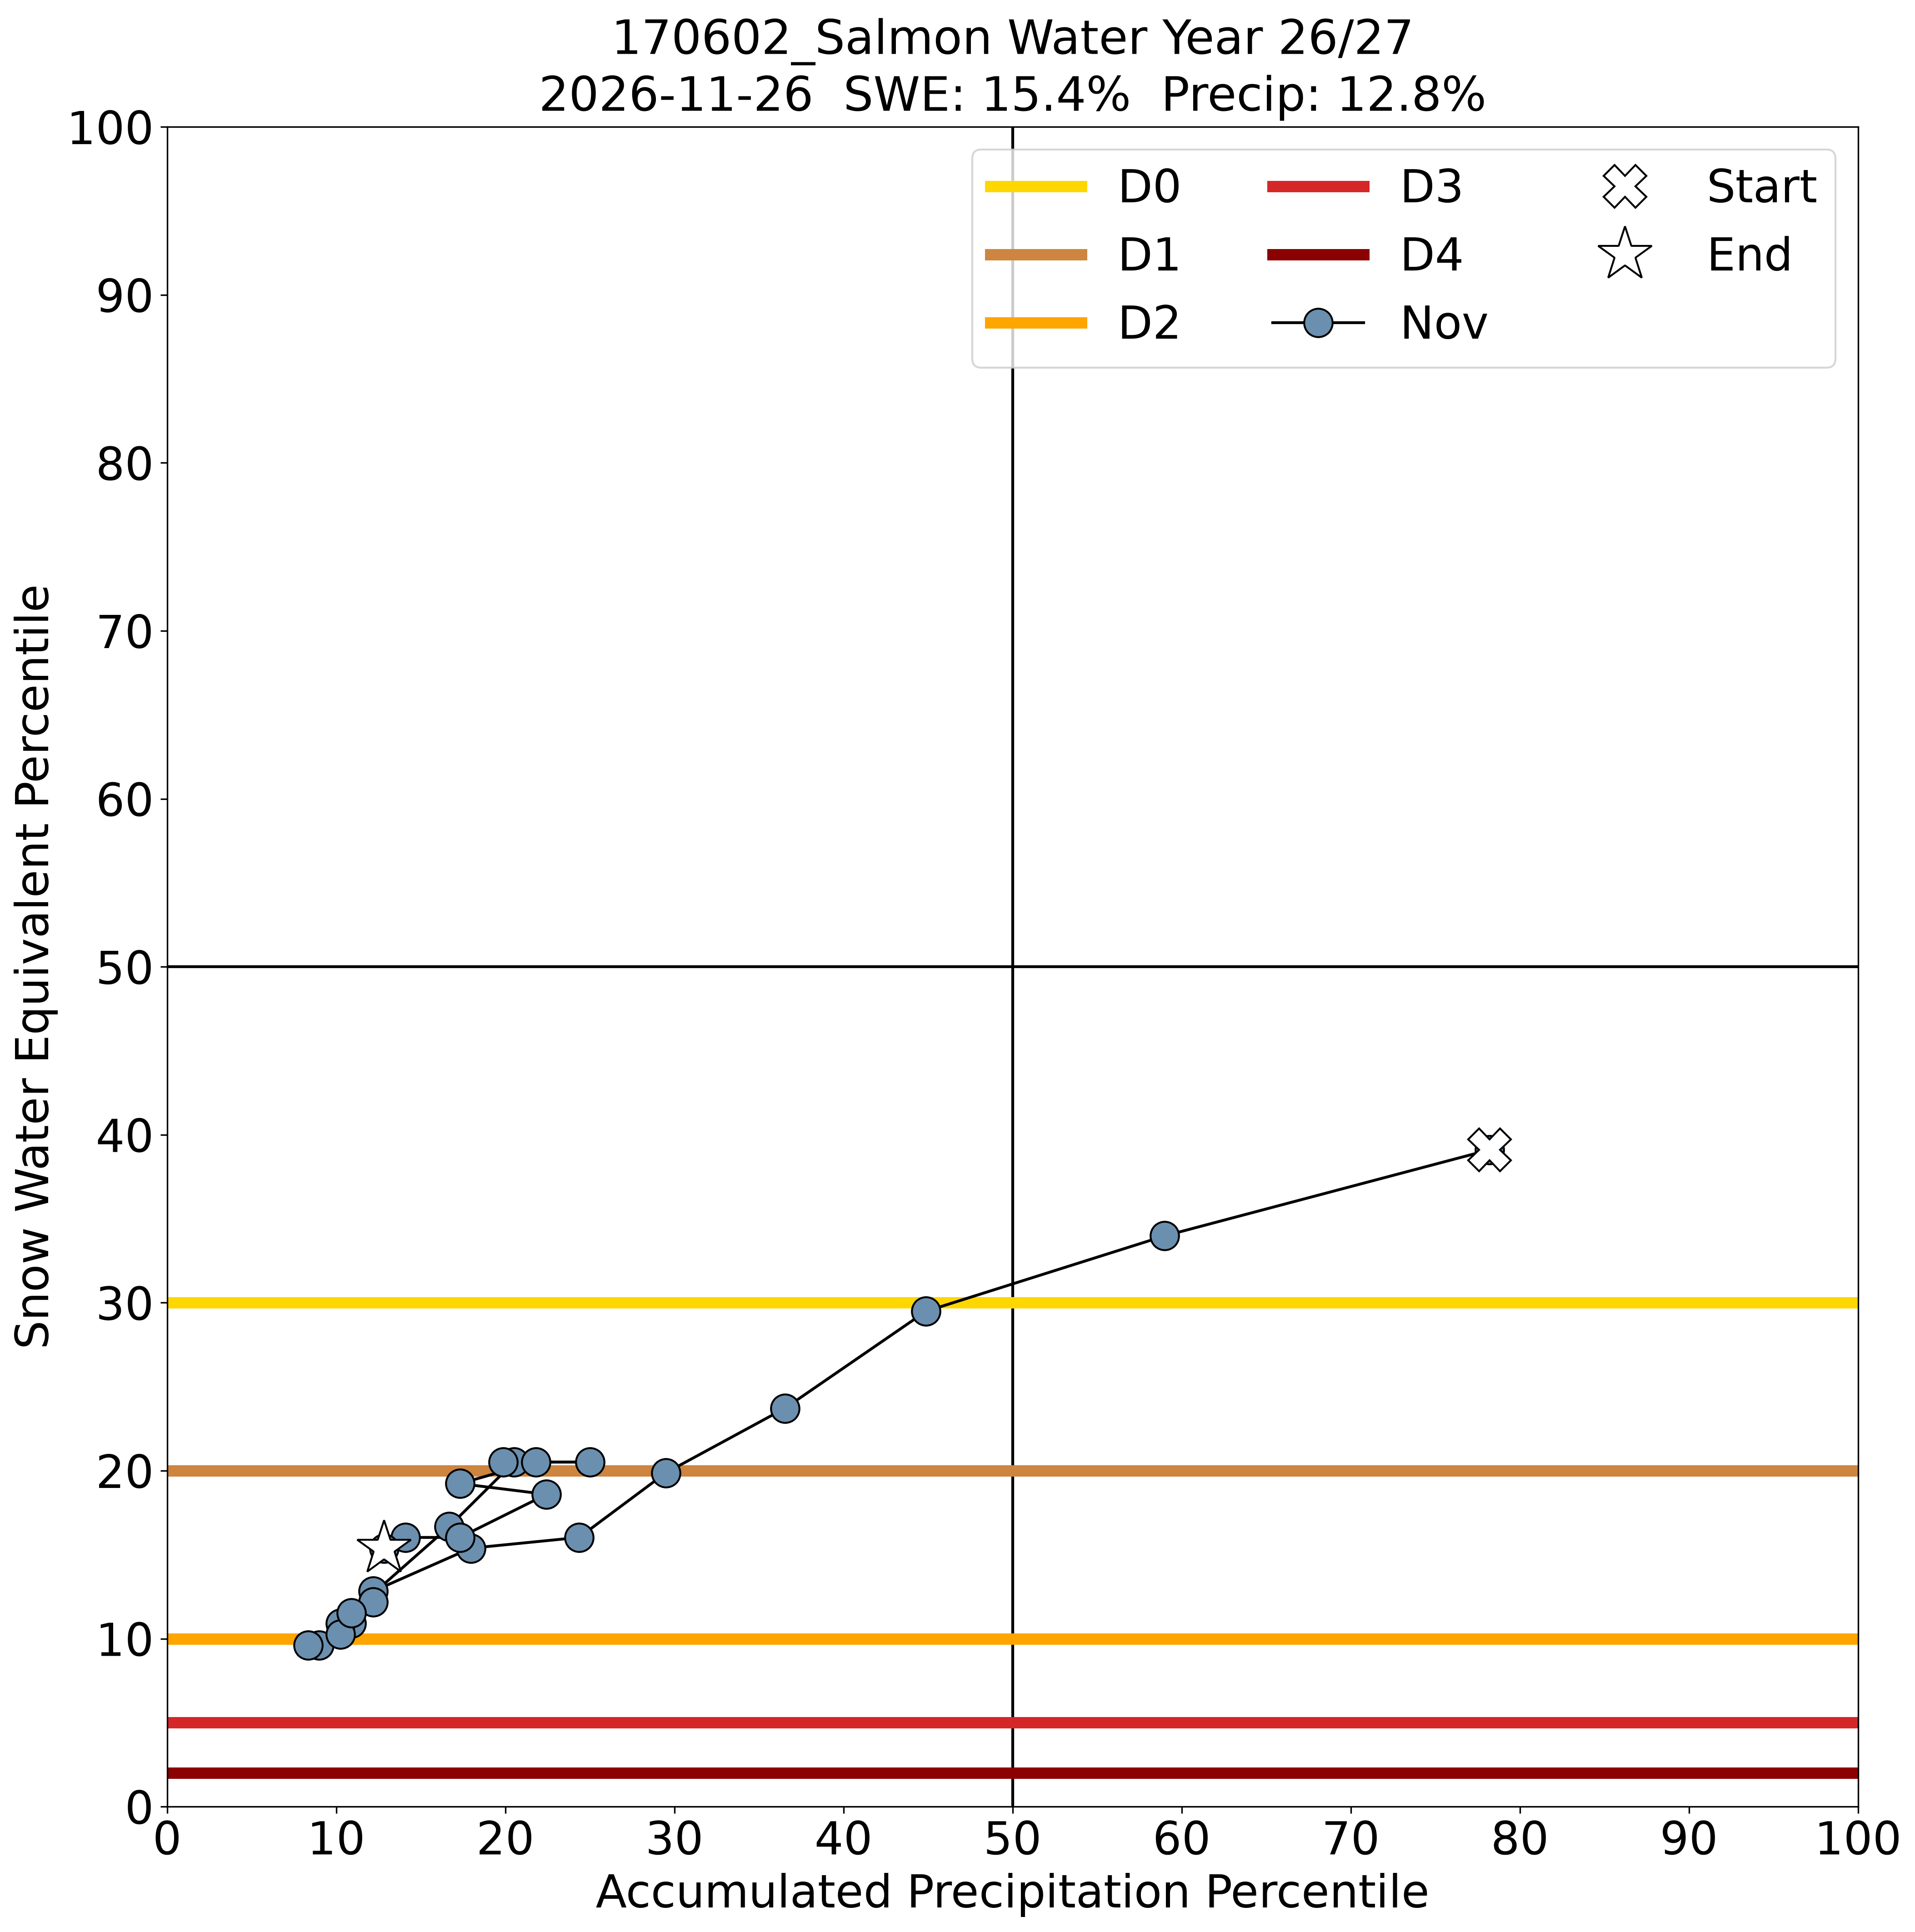 170602_Salmon Water Year 26/27
2026-11-26  SWE: 15.4%  Precip: 12.8%
100
90
80
70
60
50
40
30
20
10
0
Snow Water Equivalent Percentile
D0
D1
D2
D3
D4
Nov
Start
End
0 10 20 30 40 50 60 70 80 90 100
Accumulated Precipitation Percentile